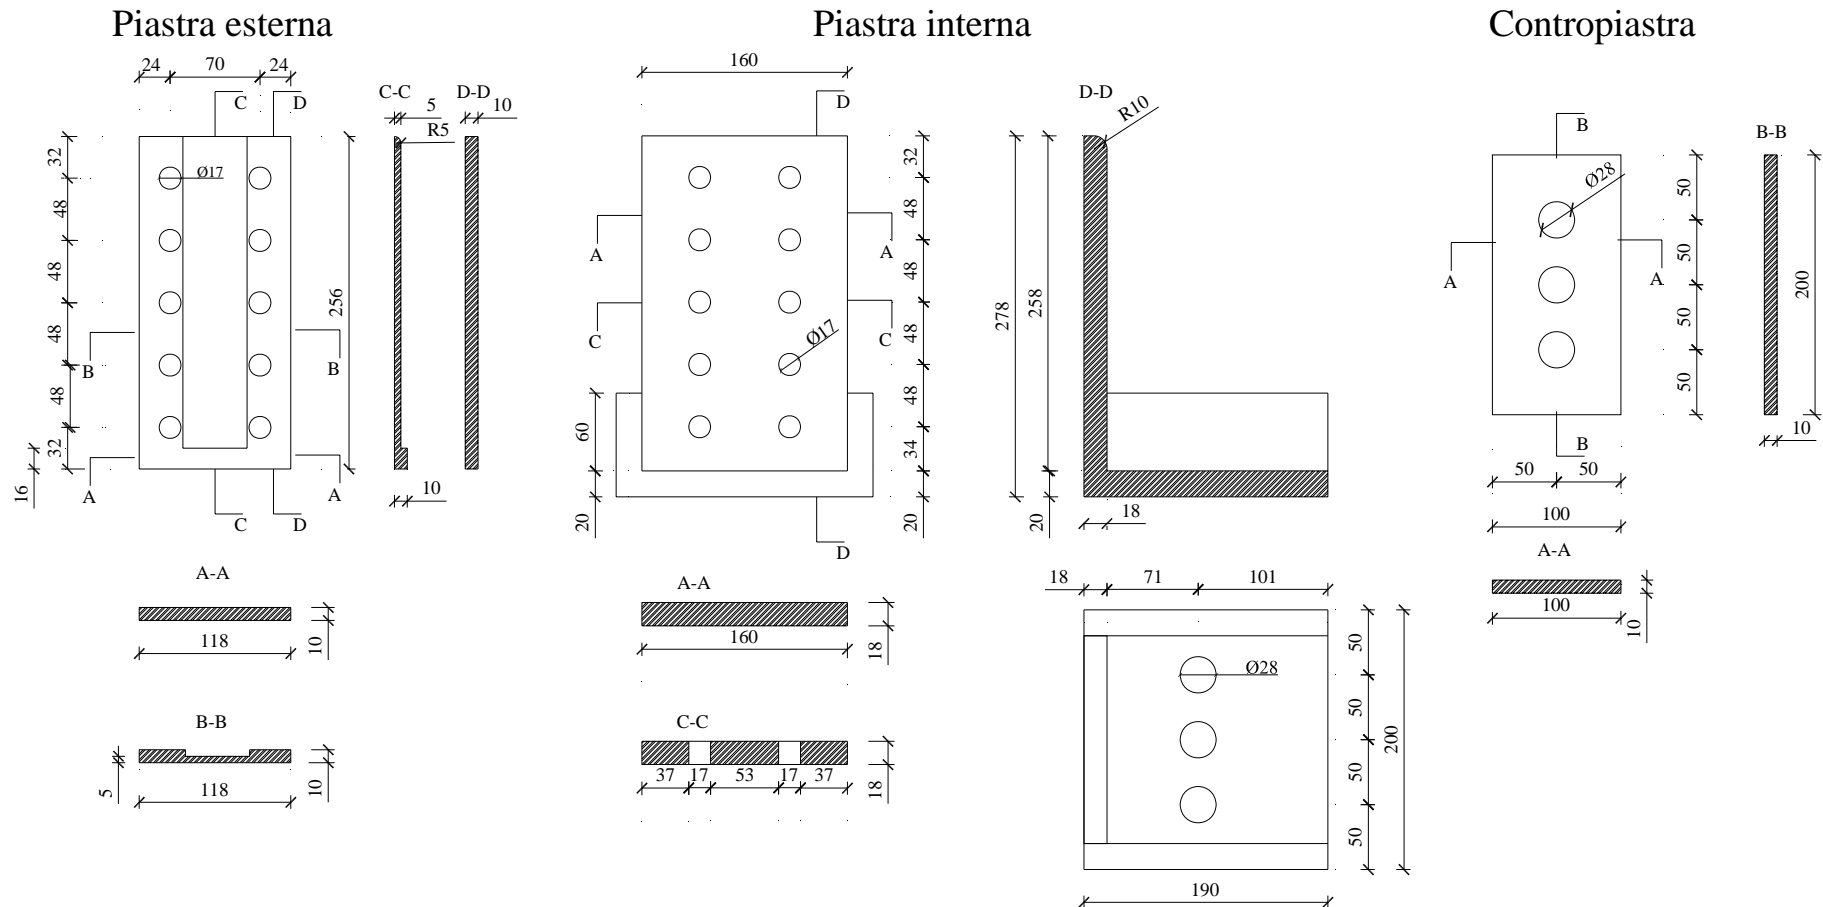 Piastra esterna
24
70
24
C
D
32
48
48
48
48
32
16
Ø17
256
B
B
A
A
C
D
C-C
5
R5
10
D-D
10
A-A
118
10
B-B
5
118
10
Piastra interna
160
D
A
A
C
C
Ø17
32
48
48
48
48
34
20
60
20
D
A-A
160
18
C-C
37
17
53
17
37
18
D-D
R10
278
258
20
18
18
71
101
Ø28
50
50
50
50
200
190
Contropiastra
B
Ø28
A
A
50
50
50
50
B
50
50
100
B-B
200
10
A-A
100
10